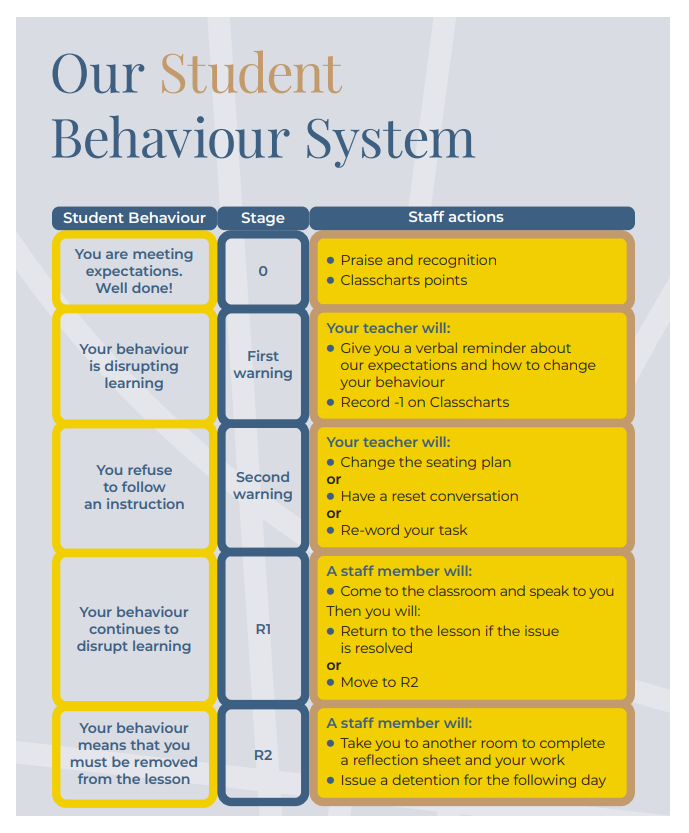 Our Student
Behaviour System
Student Behaviour
Stage
Staff actions
You are meeting
expectations.
Well done!
0
• Praise and recognition
• Classcharts points
Your behaviour
is disrupting
learning
First
warning
Your teacher will:
• Give you a verbal reminder about
our expectations and how to change
your behaviour
• Record -1 on Classcharts
You refuse
to follow
an instruction
Second
warning
Your teacher will:
• Change the seating plan
or
• Have a reset conversation
or
• Re-word your task
Your behaviour
continues to
disrupt learning
R1
A staff member will:
• Come to the classroom and speak to you
Then you will:
• Return to the lesson if the issue
is resolved
or
• Move to R2
Your behaviour
means that you
must be removed
from the lesson
R2
A staff member will:
• Take you to another room to complete
a reflection sheet and your work
• Issue a detention for the following day